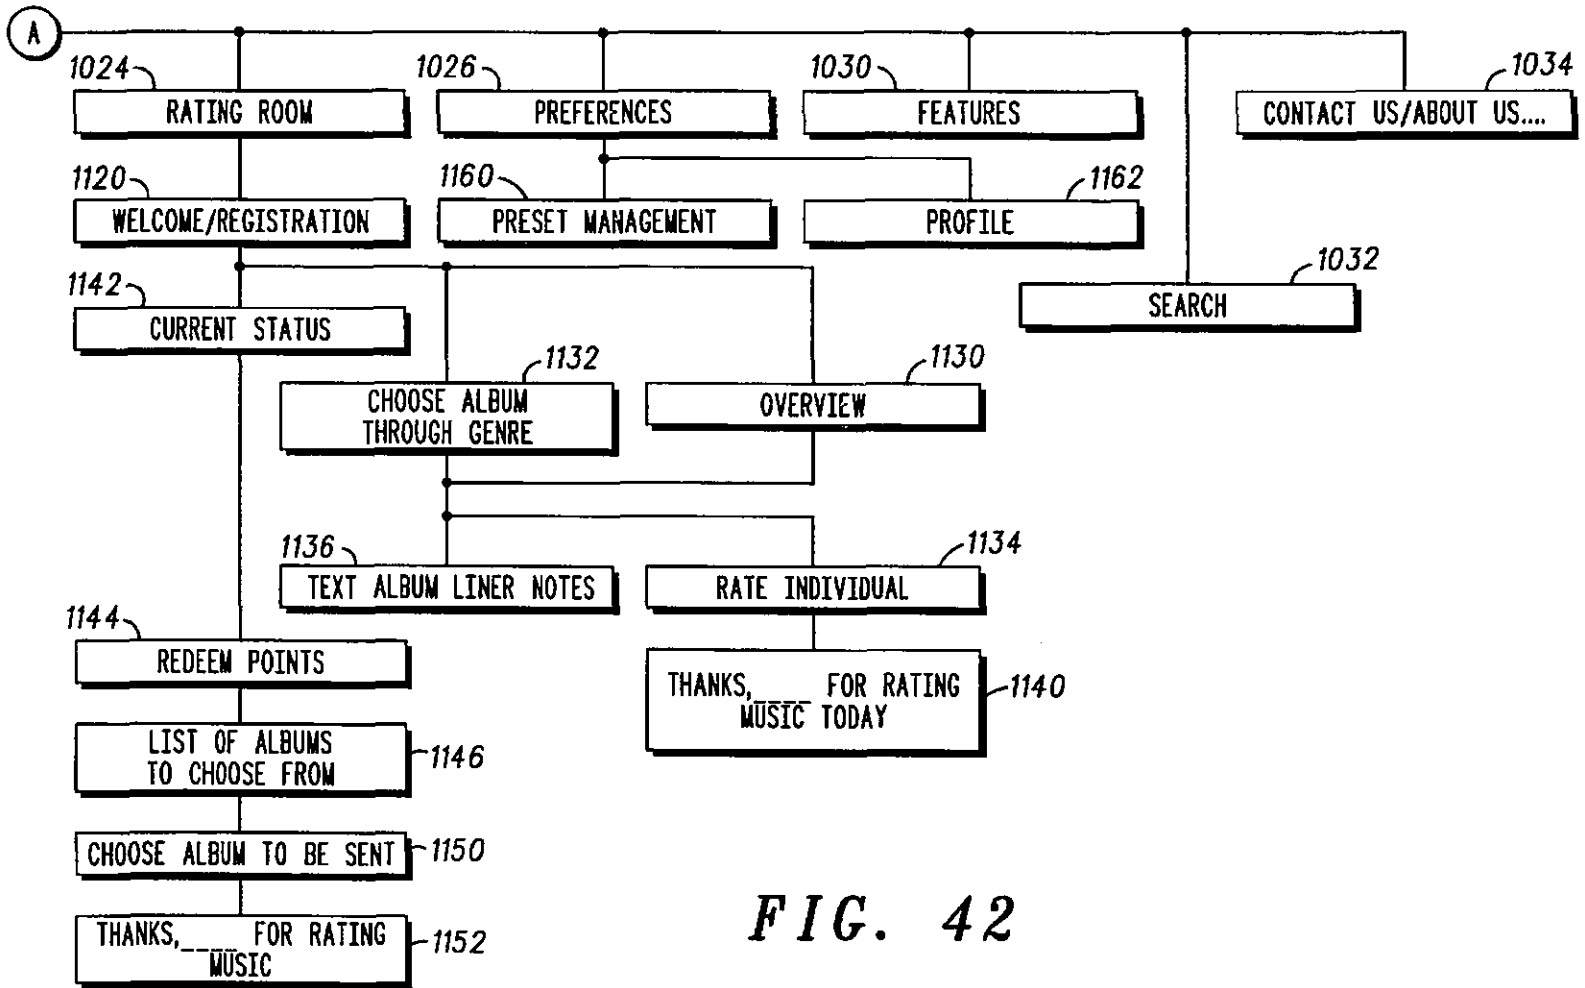 A
1024
RATING ROOM
1026
PREFERENCES
1030
FEATURES
1034
CONTACT US/ABOUT US....
1120
WELCOME/REGISTRATION
1160
PRESET MANAGEMENT
1162
PROFILE
1032
SEARCH
1142
CURRENT STATUS
1132
CHOOSE ALBUM
THROUGH GENRE
1130
OVERVIEW
1136
TEXT ALBUM LINER NOTES
1134
RATE INDIVIDUAL
1144
REDEEM POINTS
THANKS,____ FOR RATING
MUSIC TODAY
1140
LIST OF ALBUMS
TO CHOOSE FROM
1146
CHOOSE ALBUM TO BE SENT
1150
THANKS,____ FOR RATING
MUSIC
1152
FIG. 42